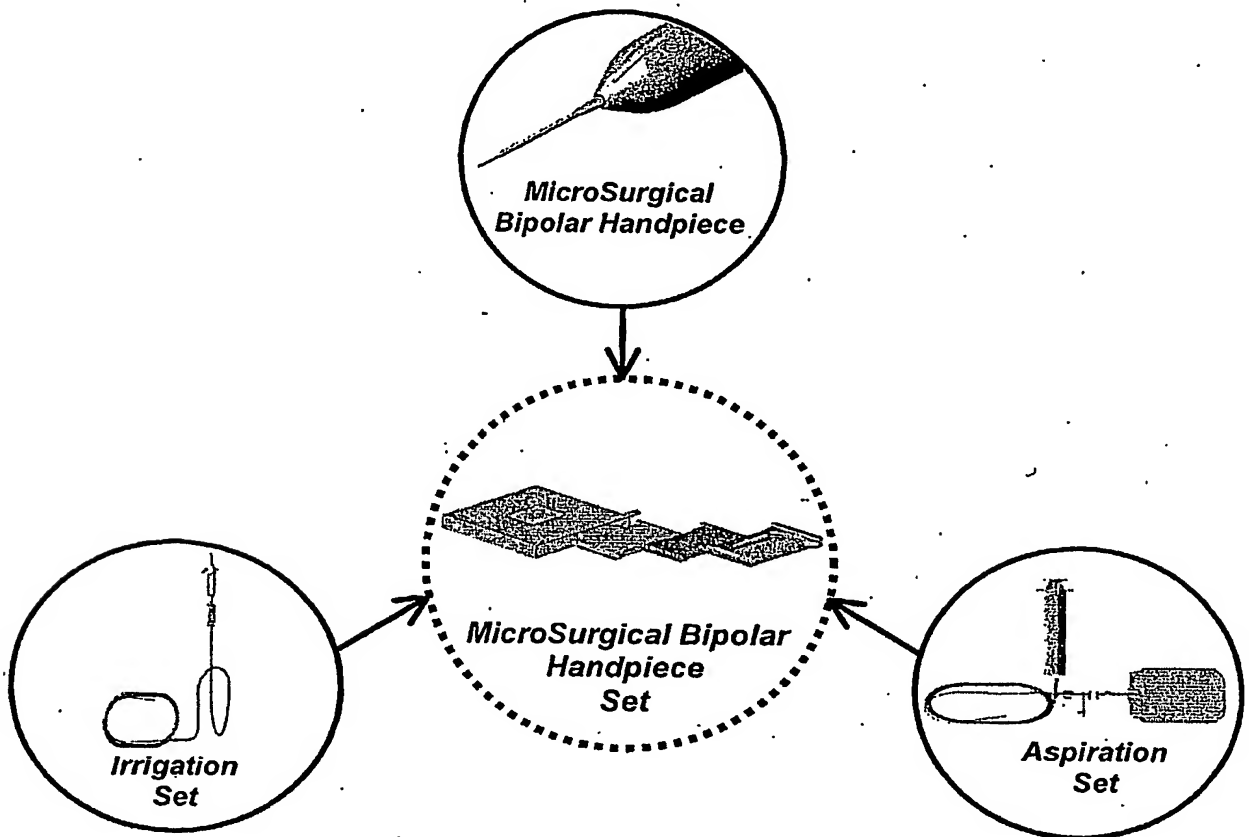 MicroSurgical
Bipolar Handpiece
MicroSurgical Bipolar
Handpiece
Set
Irrigation
Set
Aspiration
Set